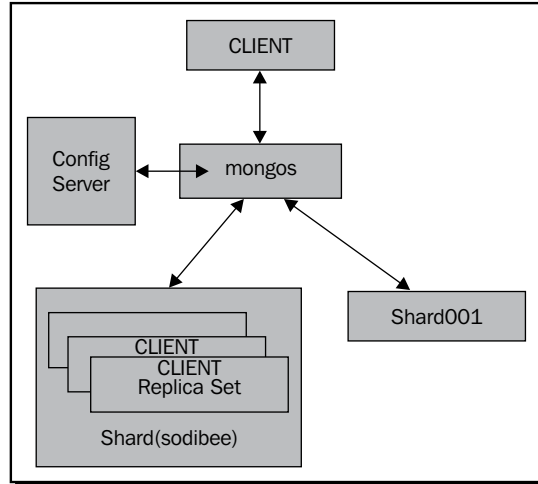 CLIENT
Config
Server
mongos
Shard001
CLIENT
CLIENT
Replica Set
Shard(sodibee)